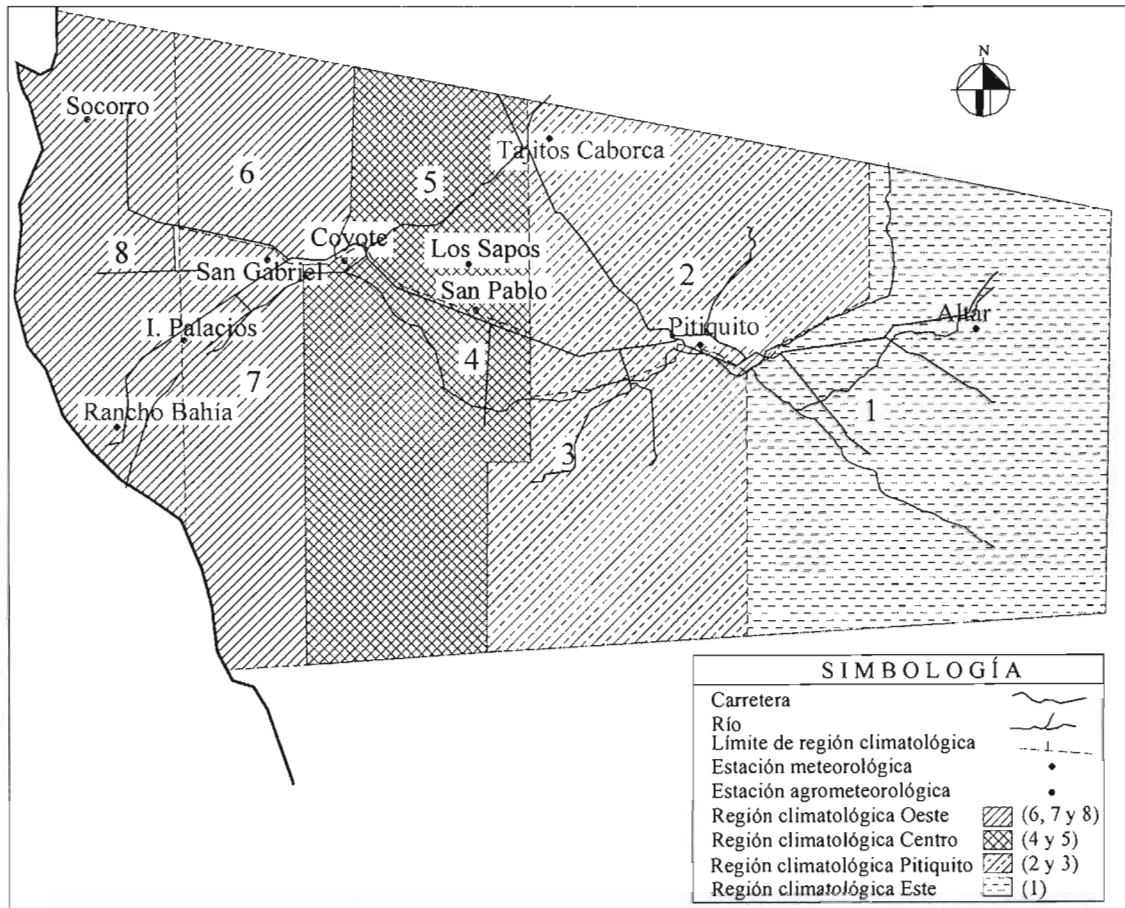 N
Socorro
Tajitos Caborca
6
5
Coyote
8
Los Sapos
San Gabriel
2
San Pablo
I. Palacios
Pitiquito
Altar
4
7
Rancho Bahía
1
3
SIMBOLOGÍA
Carretera
Río
Límite de región climatológica
Estación meteorológica
Estación agrometeorológica
Región climatológica Oeste (6, 7 y 8)
Región climatológica Centro (4 y 5)
Región climatológica Pitiquito (2 y 3)
Región climatológica Este (1)